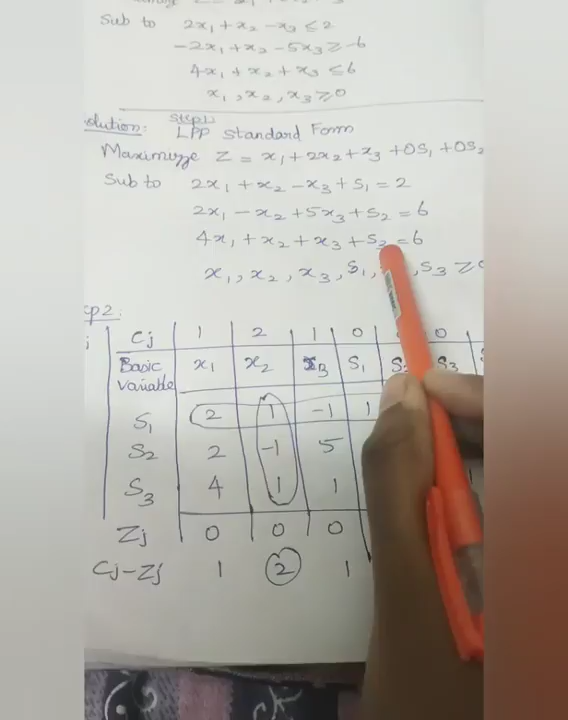 Sub to 2x₁ + x₂ - x₃ ≤ 2
-2x₁ + x₂ - 5x₃ ≥ -6
4x₁ + x₂ + x₃ ≤ 6
x₁, x₂, x₃ ≥ 0
olution: Step1
LPP Standard Form
Maximize Z = x₁ + 2x₂ + x₃ + 0S₁ + 0S₂
Sub to 2x₁ + x₂ - x₃ + S₁ = 2
2x₁ - x₂ + 5x₃ + S₂ = 6
4x₁ + x₂ + x₃ + S₃ = 6
x₁, x₂, x₃, S₁, , S₃ ≥ 0
ep2:
Cj 1 2 1 0 0
Basic variable x₁ x₂ x₃ S₁ S₂ S₃
S₁ 2 1 -1 1
S₂ 2 -1 5
S₃ 4 1 1
Zj 0 0 0
Cj-Zj 1 2 1